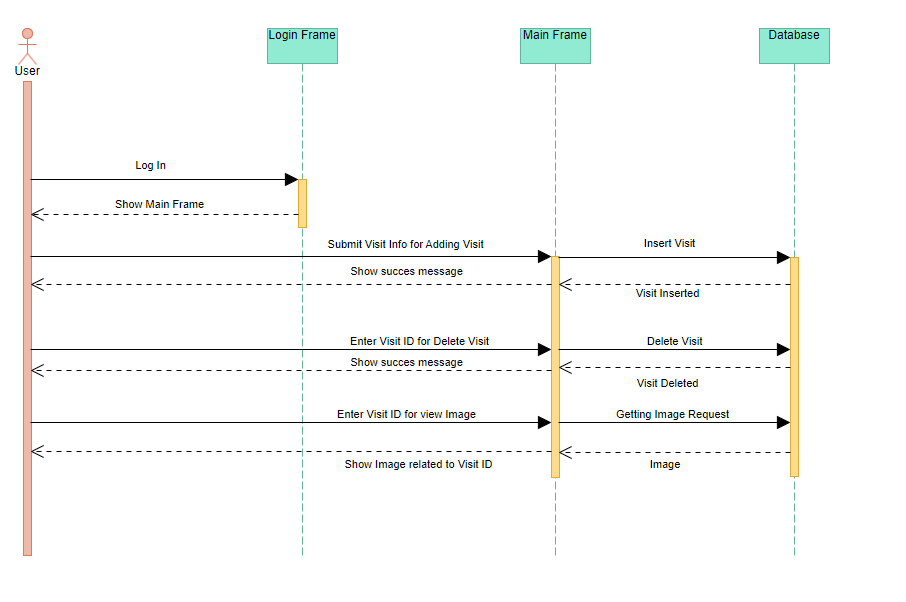 Login Frame
Main Frame
Database
User
Log In
Show Main Frame
Submit Visit Info for Adding Visit
Insert Visit
Show succes message
Visit Inserted
Enter Visit ID for Delete Visit
Delete Visit
Show succes message
Visit Deleted
Enter Visit ID for view Image
Getting Image Request
Show Image related to Visit ID
Image